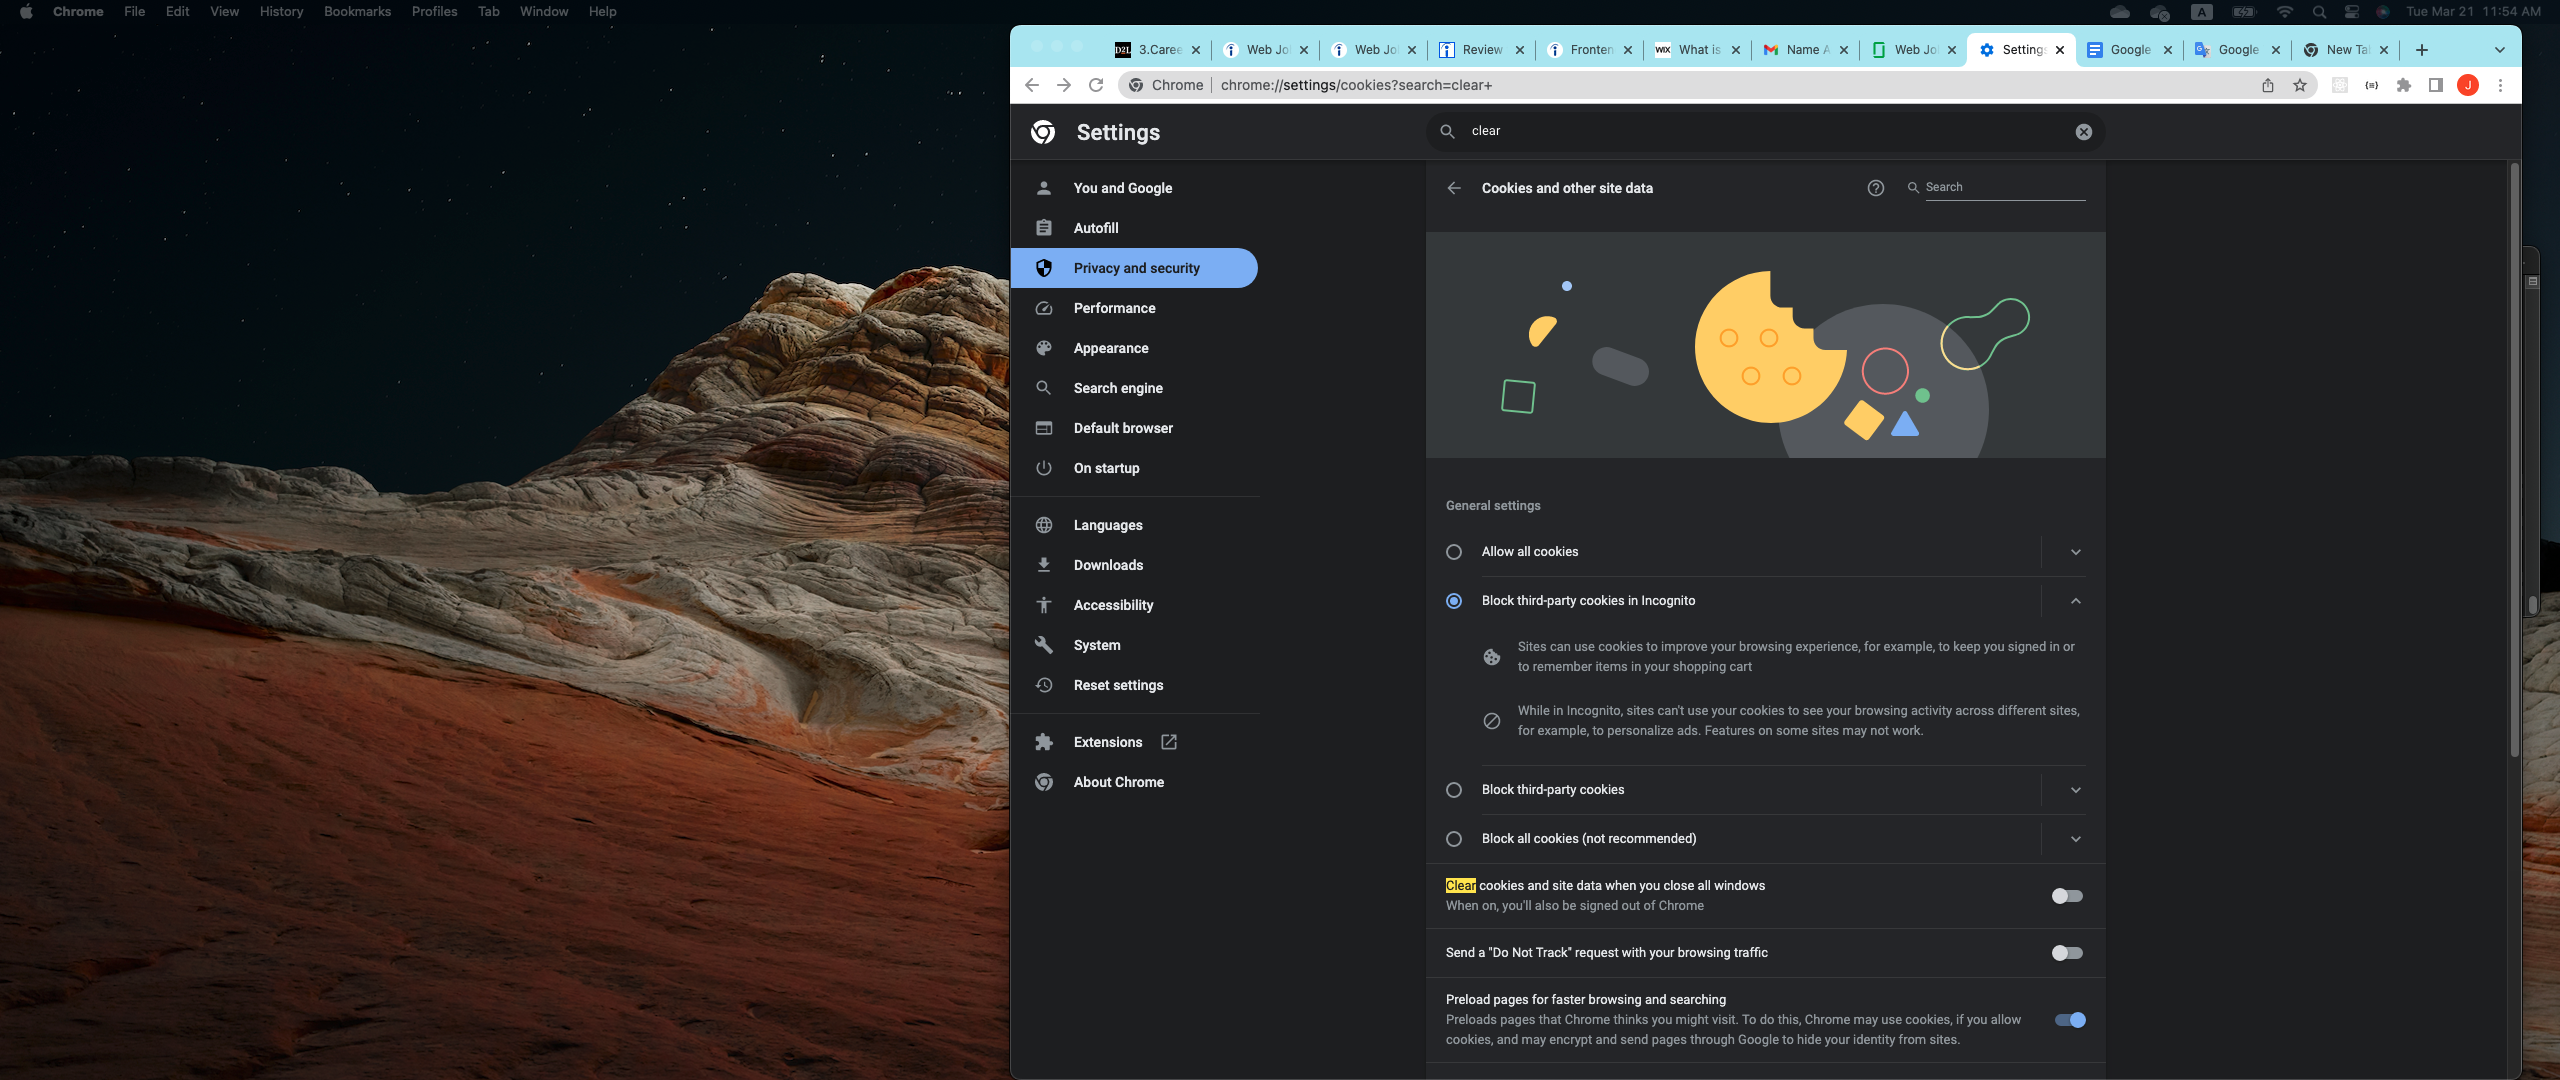 Chrome File Edit View History Bookmarks Profiles Tab Window Help
A Tue Mar 21 11:54 AM
D2L 3.Caree Web Jo Web Jo Review Fronten WIX What is Name A Web Jo Settings Google Google New Ta
Chrome chrome://settings/cookies?search=clear+ J
Settings
clear
You and Google
Autofill
Privacy and security
Performance
Appearance
Search engine
Default browser
On startup
Languages
Downloads
Accessibility
System
Reset settings
Extensions
About Chrome
Cookies and other site data
Search
General settings
Allow all cookies
Block third-party cookies in Incognito
Sites can use cookies to improve your browsing experience, for example, to keep you signed in or
to remember items in your shopping cart
While in Incognito, sites can't use your cookies to see your browsing activity across different sites,
for example, to personalize ads. Features on some sites may not work.
Block third-party cookies
Block all cookies (not recommended)
Clear cookies and site data when you close all windows
When on, you'll also be signed out of Chrome
Send a "Do Not Track" request with your browsing traffic
Preload pages for faster browsing and searching
Preloads pages that Chrome thinks you might visit. To do this, Chrome may use cookies, if you allow
cookies, and may encrypt and send pages through Google to hide your identity from sites.